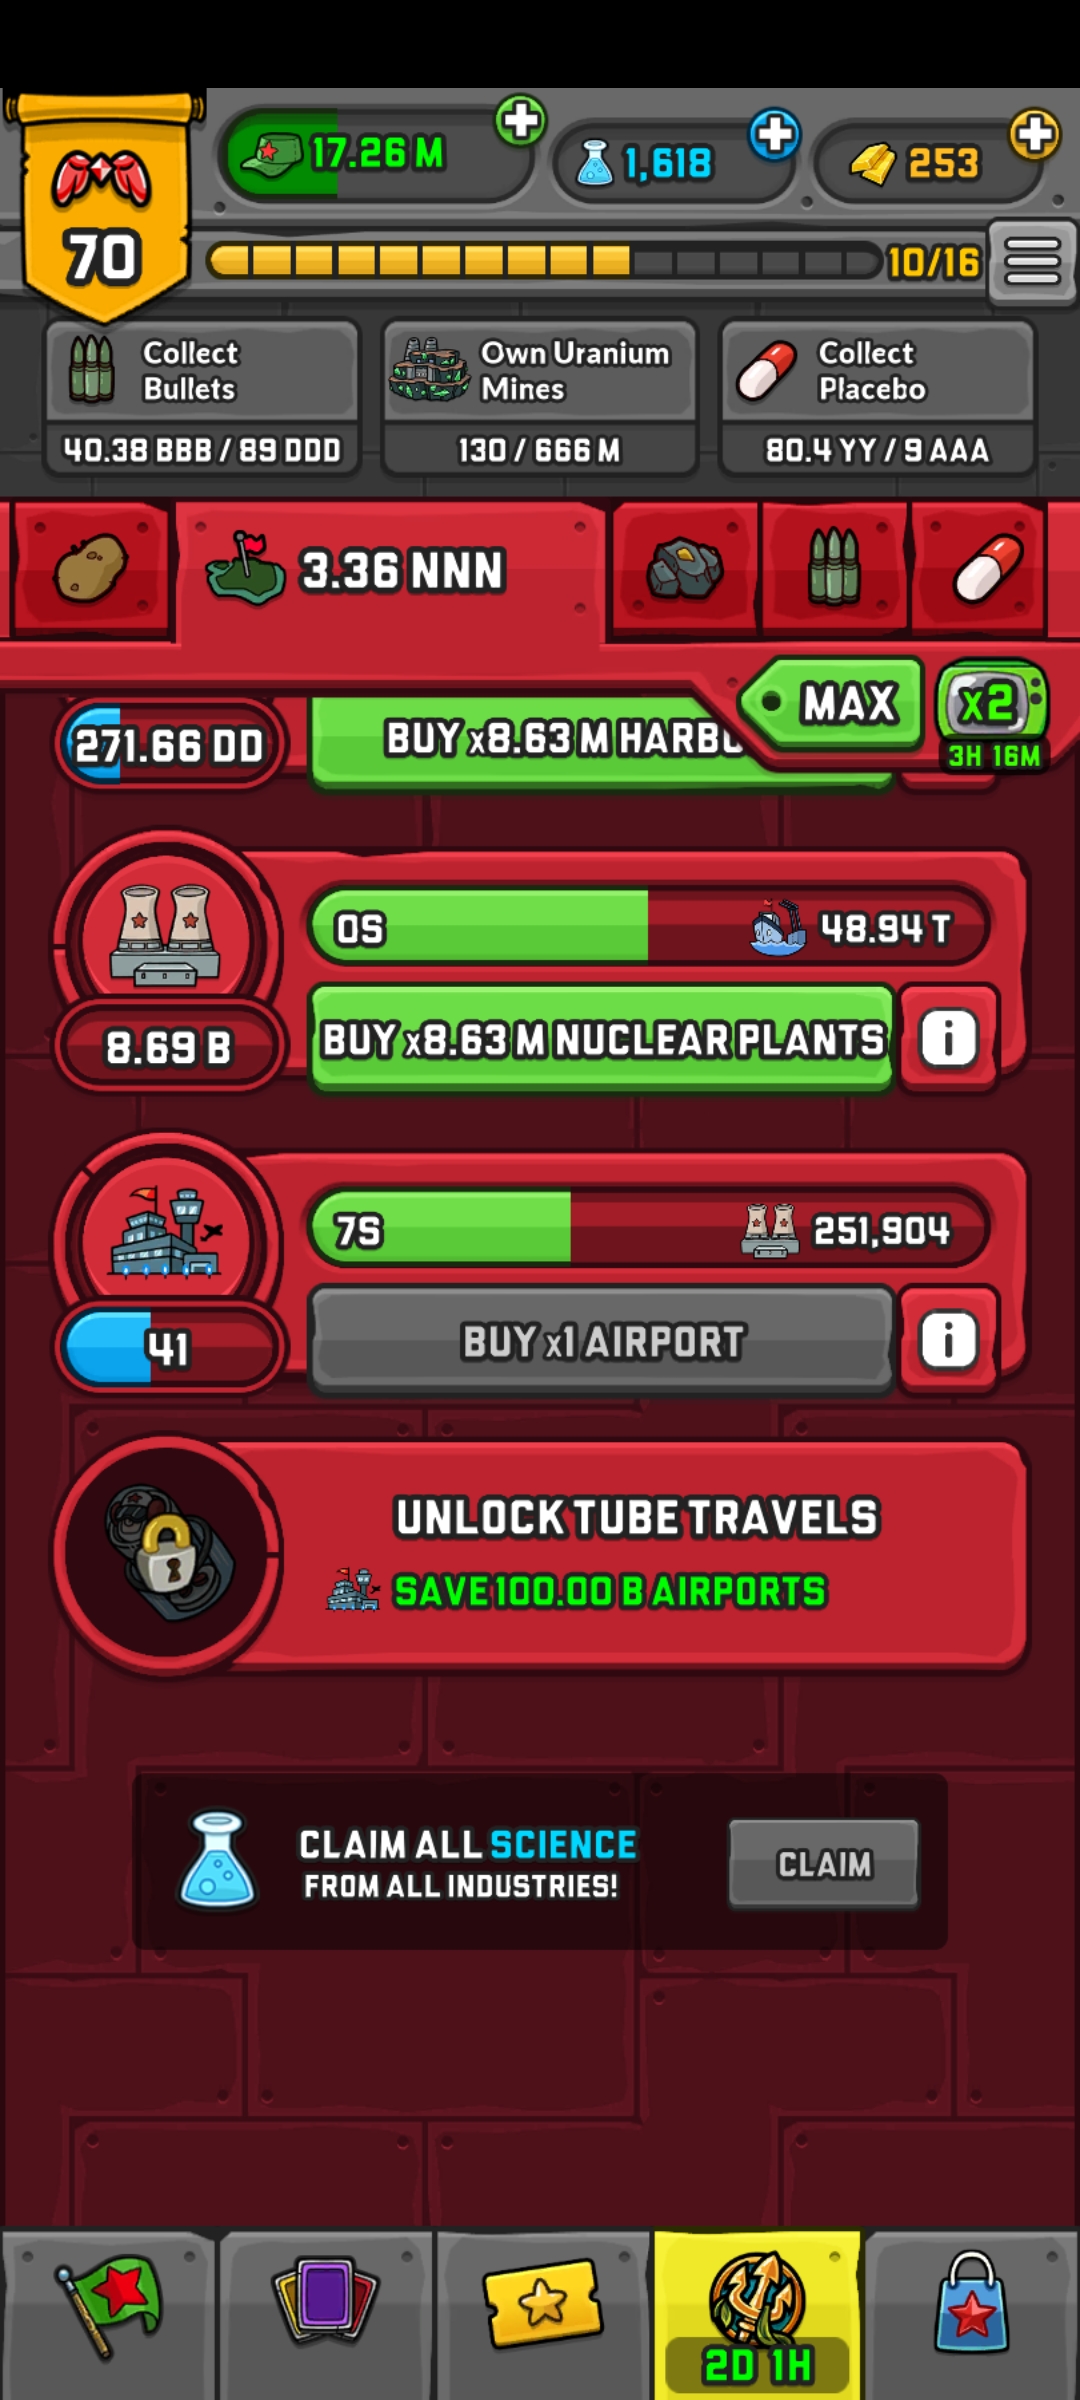 17.26 M
1,618
253
70
10/16
Collect
Bullets
40.38 BBB / 89 DDD
Own Uranium
Mines
130 / 666 M
Collect
Placebo
80.4 YY / 9 AAA
3.36 NNN
MAX
x2
3H 16M
271.66 DD
BUY x8.63 M HARBO
0S
48.94 T
8.69 B
BUY x8.63 M NUCLEAR PLANTS
i
7S
251,904
41
BUY x1 AIRPORT
i
UNLOCK TUBE TRAVELS
SAVE 100.00 B AIRPORTS
CLAIM ALL SCIENCE
FROM ALL INDUSTRIES!
CLAIM
2D 1H